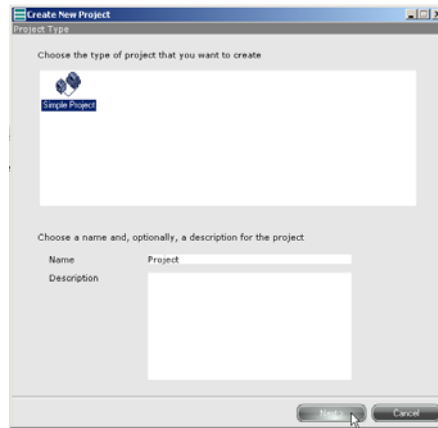 Create New Project
Project Type
Choose the type of project that you want to create
Simple Project
Choose a name and, optionally, a description for the project
Name
Project
Description
Next >
Cancel